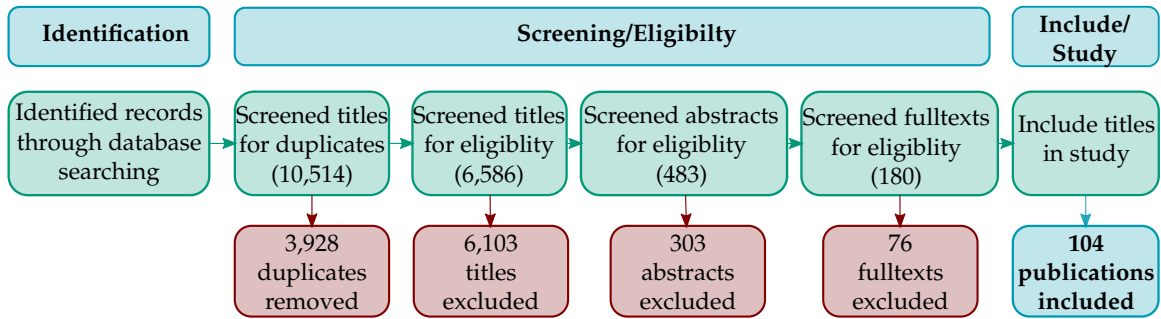 Identification
Screening/Eligibilty
Include/
Study
Identified records
through database
searching
Screened titles
for duplicates
(10,514)
Screened titles
for eligiblity
(6,586)
Screened abstracts
for eligiblity
(483)
Screened fulltexts
for eligiblity
(180)
Include titles
in study
3,928
duplicates
removed
6,103
titles
excluded
303
abstracts
excluded
76
fulltexts
excluded
104
publications
included